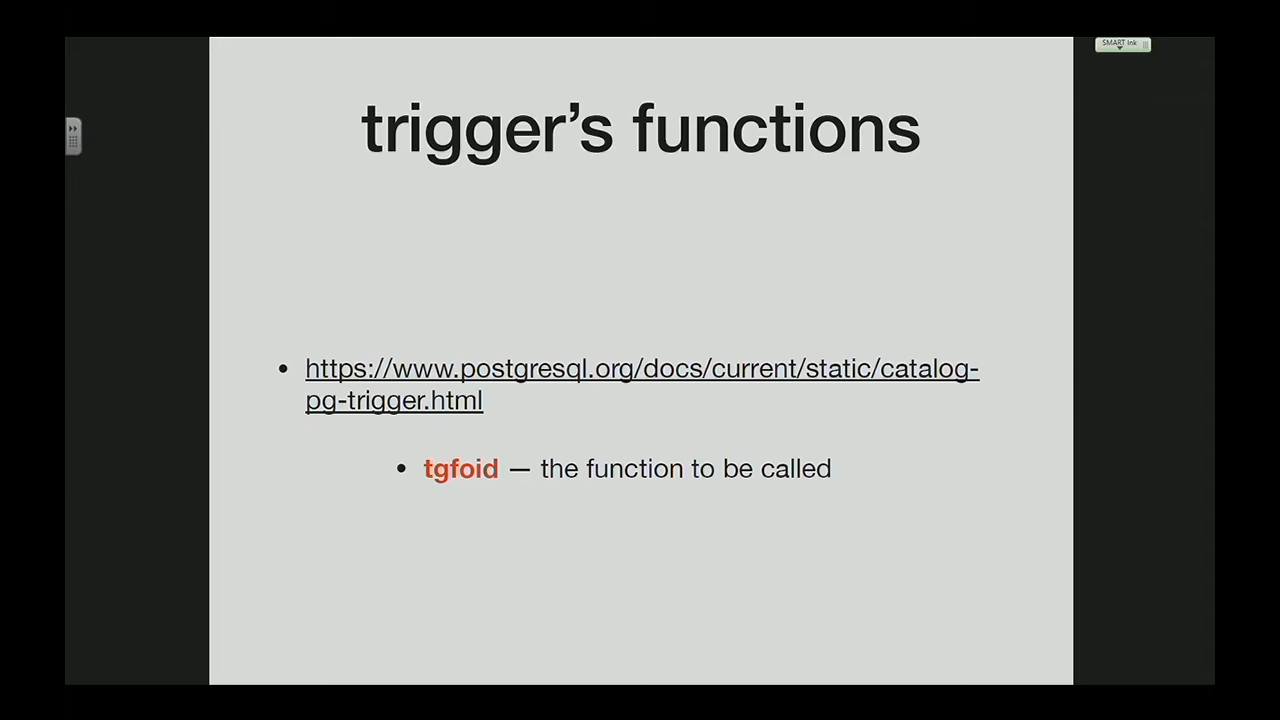 SMART Ink
trigger’s functions
• https://www.postgresql.org/docs/current/static/catalog-
pg-trigger.html
• tgfoid — the function to be called